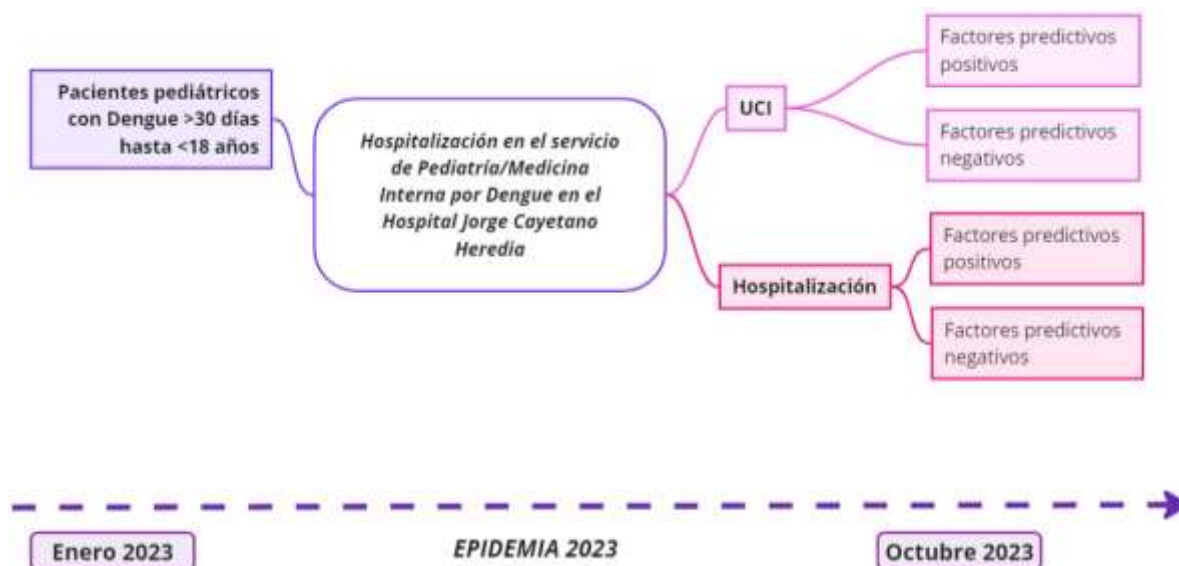 Pacientes pediátricos
con Dengue >30 días
hasta <18 años
Hospitalización en el servicio
de Pediatría/Medicina
Interna por Dengue en el
Hospital Jorge Cayetano
Heredia
UCI
Factores predictivos
positivos
Factores predictivos
negativos
Hospitalización
Factores predictivos
positivos
Factores predictivos
negativos
Enero 2023
EPIDEMIA 2023
Octubre 2023